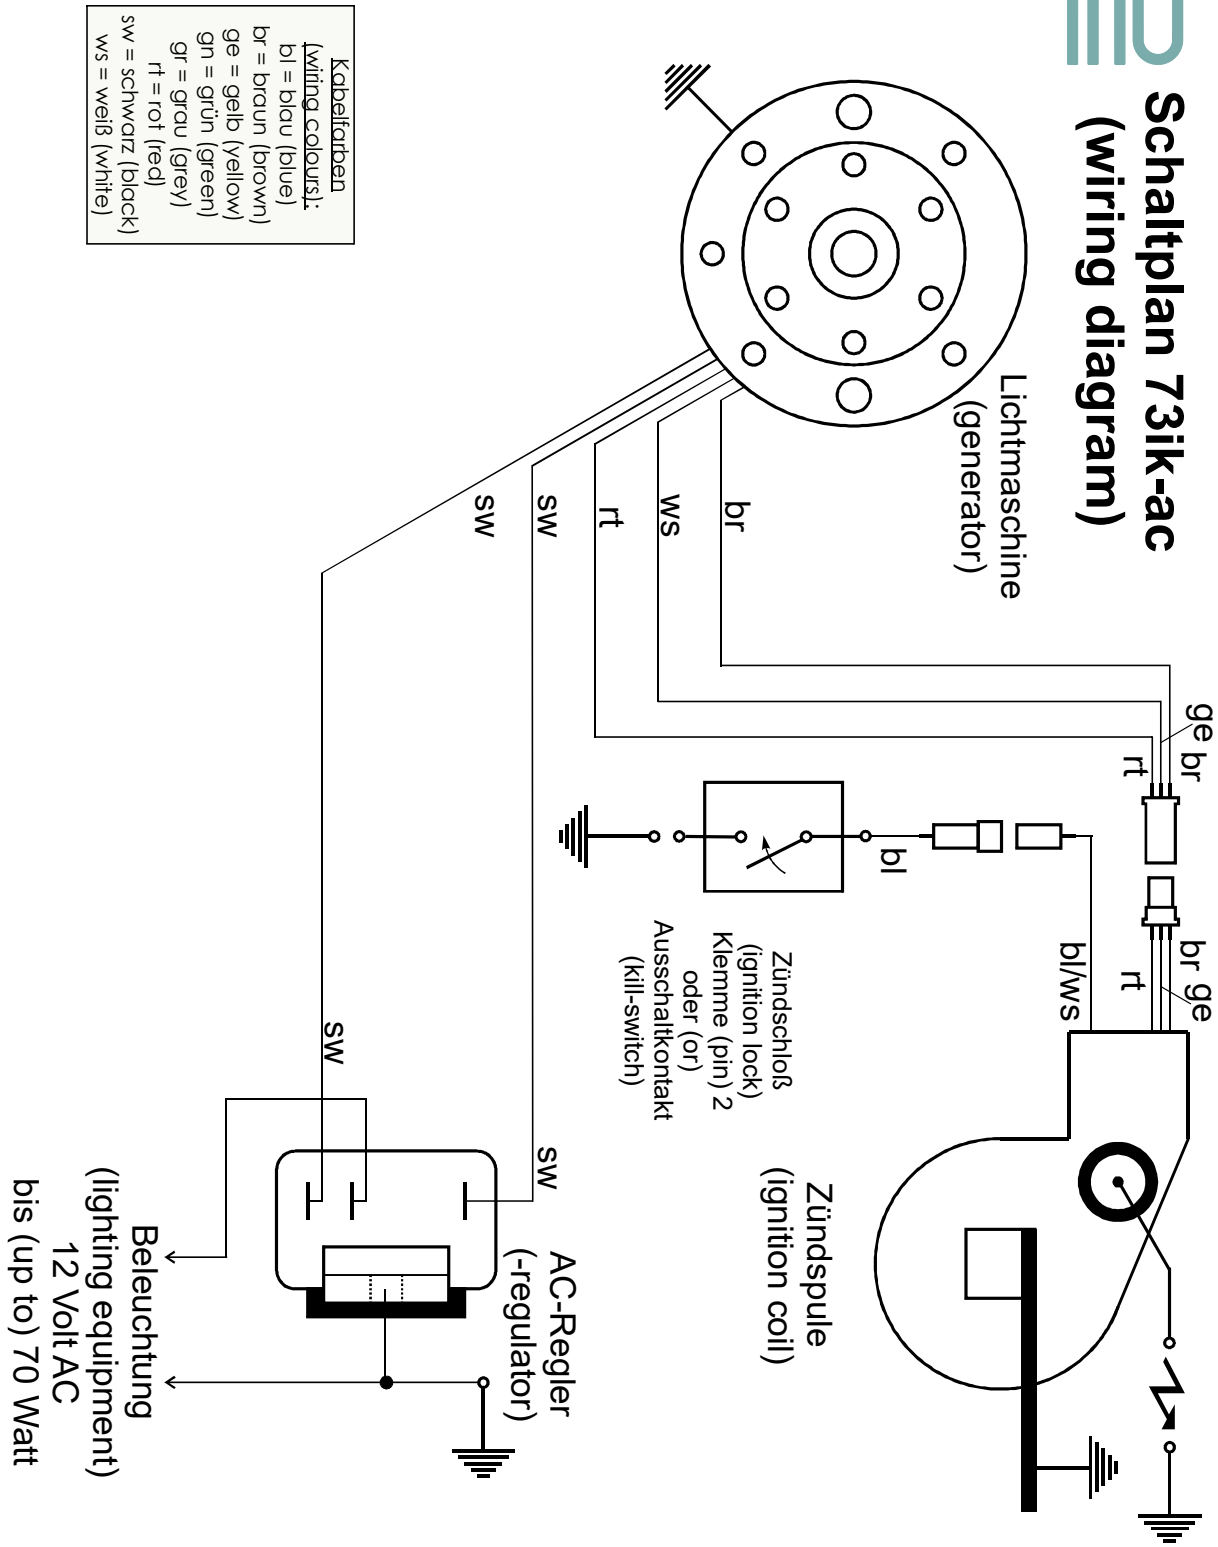 Schaltplan 73ik-ac
(wiring diagram)
Lichtmaschine
(generator)
br
ws
rt
sw
sw
ge
br
rt
br
ge
rt
bl/ws
bl
Zündschloß
(ignition lock)
Klemme (pin) 2
oder (or)
Ausschaltkontakt
(kill-switch)
Zündspule
(ignition coil)
sw
sw
AC-Regler
(-regulator)
Beleuchtung
(lighting equipment)
12 Volt AC
bis (up to) 70 Watt
Kabelfarben
(wiring colours):
bl = blau (blue)
br = braun (brown)
ge = gelb (yellow)
gn = grün (green)
gr = grau (grey)
rt = rot (red)
sw = schwarz (black)
ws = weiß (white)